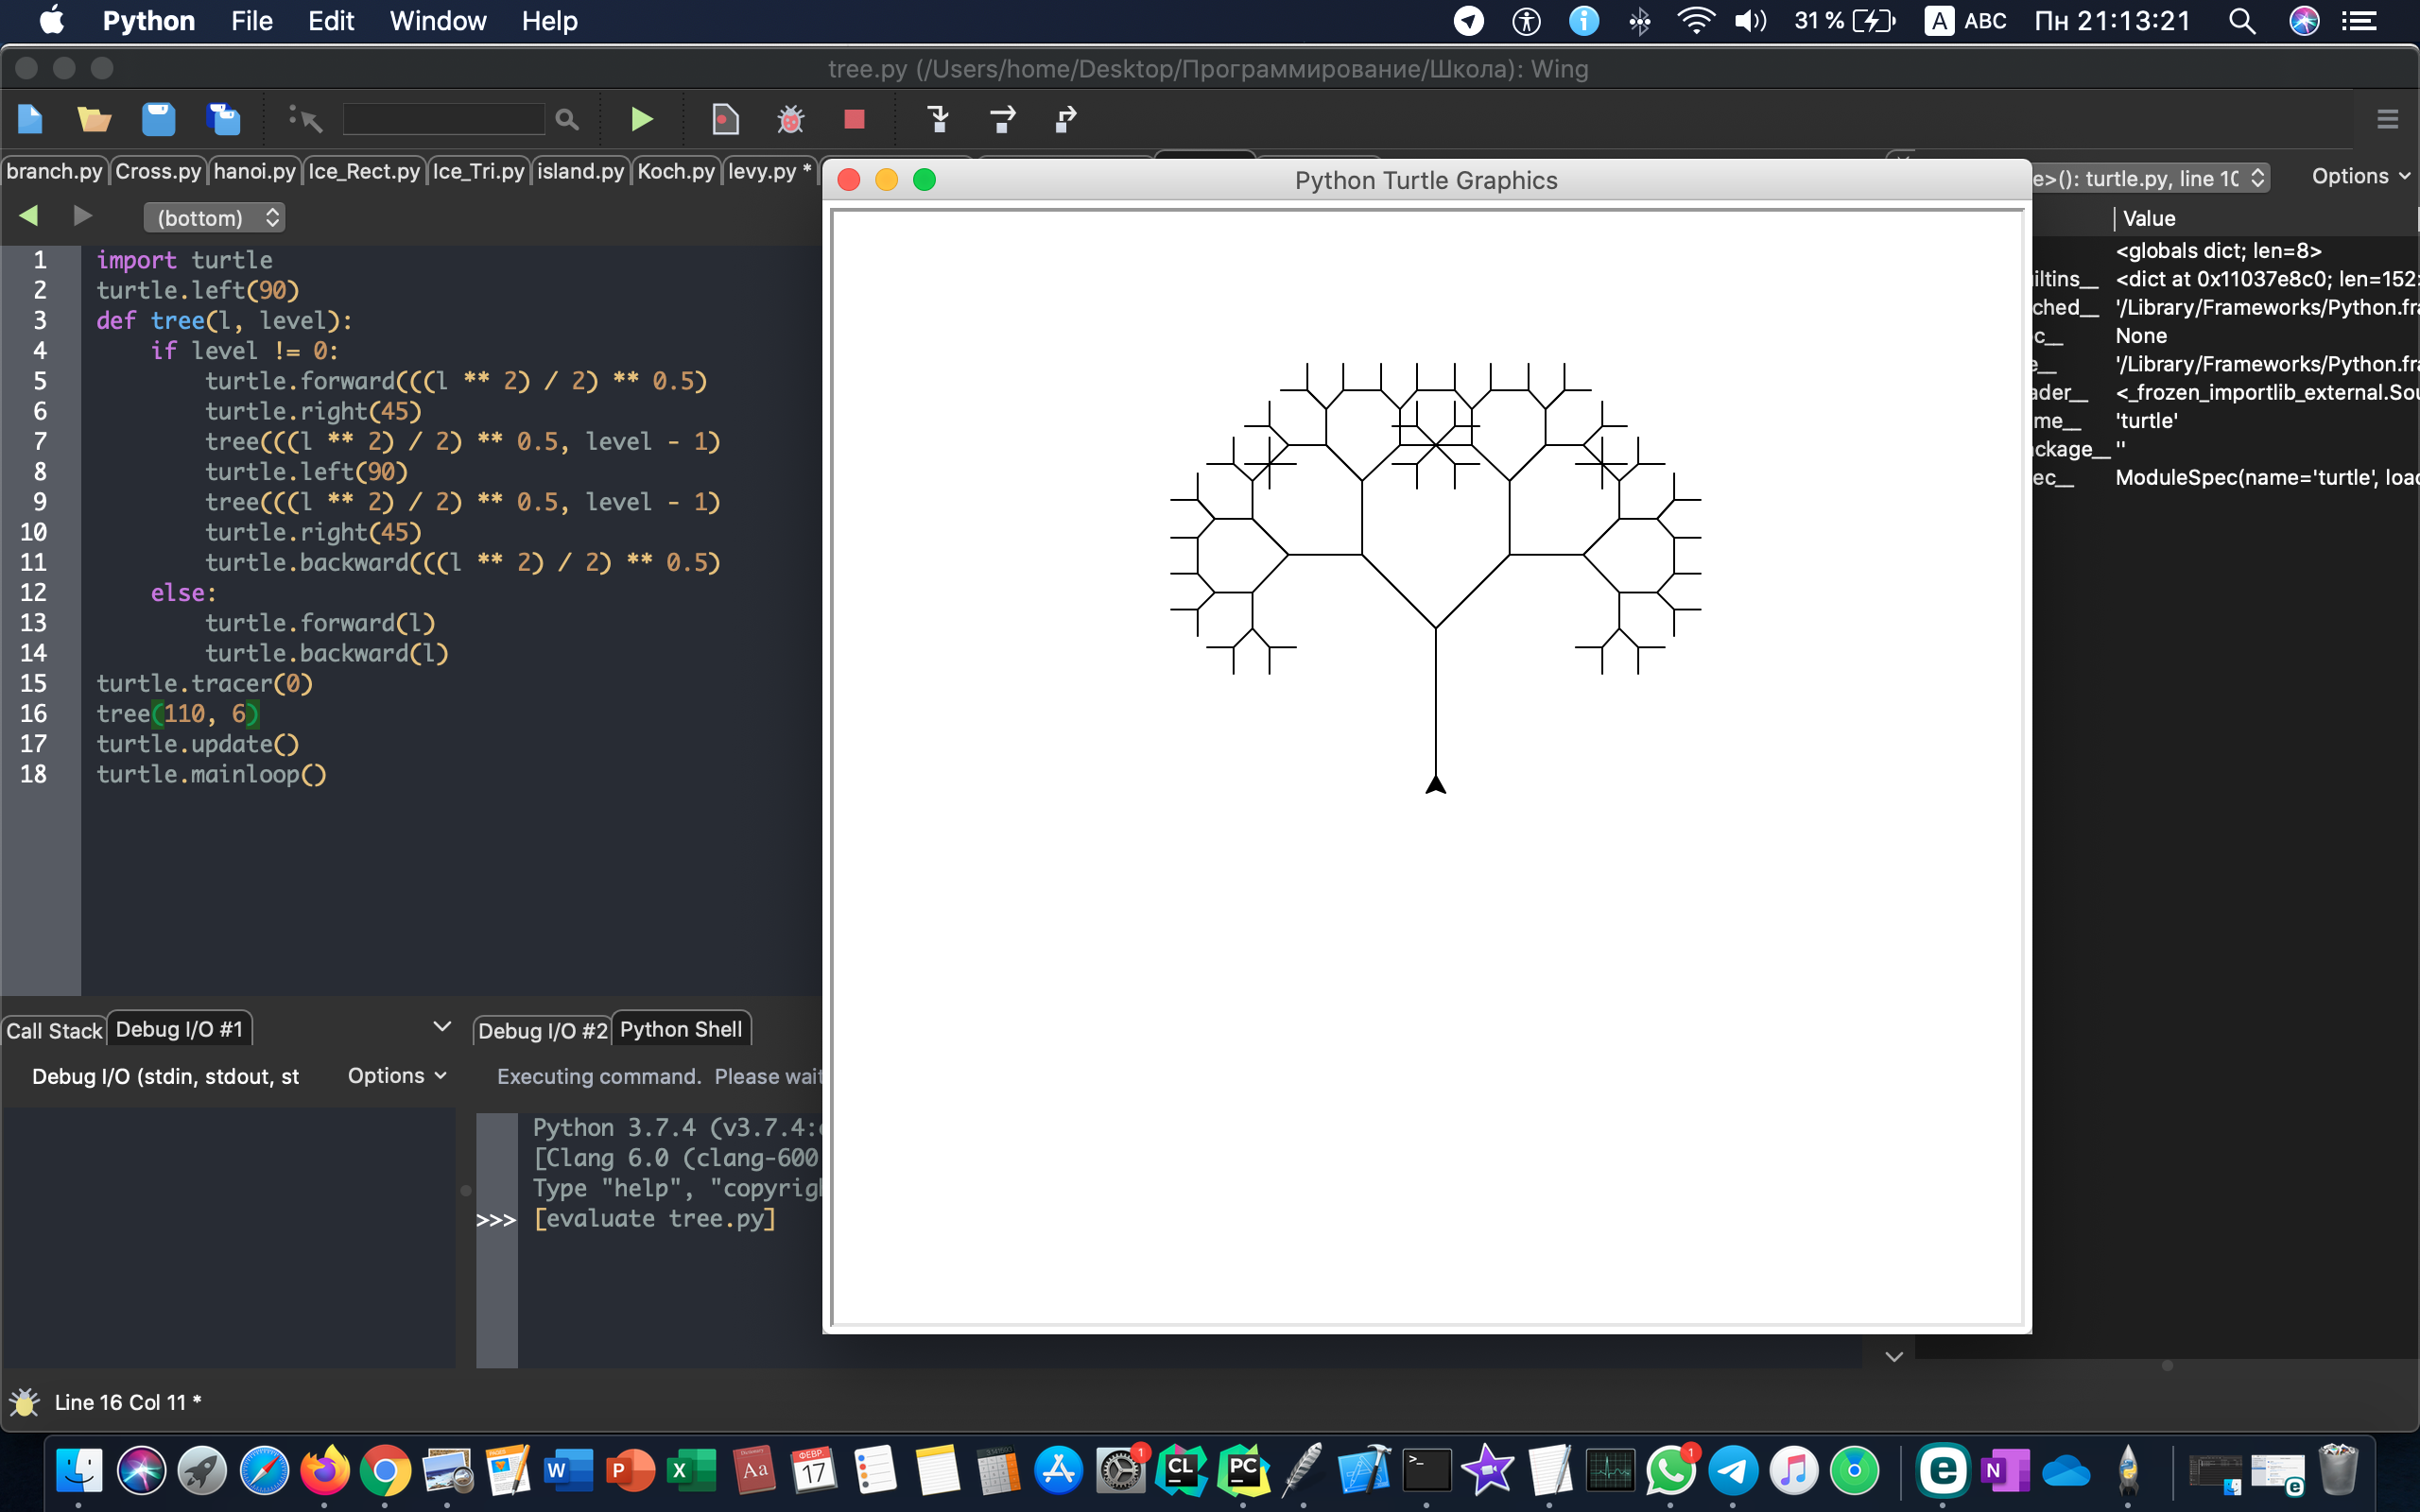 Python File Edit Window Help 31 % A ABC Пн 21:13:21
tree.py (/Users/home/Desktop/Программирование/Школа): Wing
branch.py Cross.py hanoi.py Ice_Rect.py Ice_Tri.py island.py Koch.py levy.py *
Python Turtle Graphics
e>(): turtle.py, line 10 Options
(bottom)
Value
1 import turtle
2 turtle.left(90)
3 def tree(l, level):
4 if level != 0:
5 turtle.forward(((l ** 2) / 2) ** 0.5)
6 turtle.right(45)
7 tree(((l ** 2) / 2) ** 0.5, level - 1)
8 turtle.left(90)
9 tree(((l ** 2) / 2) ** 0.5, level - 1)
10 turtle.right(45)
11 turtle.backward(((l ** 2) / 2) ** 0.5)
12 else:
13 turtle.forward(l)
14 turtle.backward(l)
15 turtle.tracer(0)
16 tree(110, 6)
17 turtle.update()
18 turtle.mainloop()
<globals dict; len=8>
iltins__ <dict at 0x11037e8c0; len=152
ched__ '/Library/Frameworks/Python.fr
c__ None
e__ '/Library/Frameworks/Python.fr
ader__ <_frozen_importlib_external.Sou
me__ 'turtle'
ckage__ ''
ec__ ModuleSpec(name='turtle', loa
Call Stack Debug I/O #1
Debug I/O #2 Python Shell
Debug I/O (stdin, stdout, st Options
Executing command. Please wait
Python 3.7.4 (v3.7.4:
[Clang 6.0 (clang-600
Type "help", "copyrig
>>> [evaluate tree.py]
Line 16 Col 11 *
PAGES W P X Dictionary Aa ФЕВР. 17 1 CL PC >_ 1 e N e